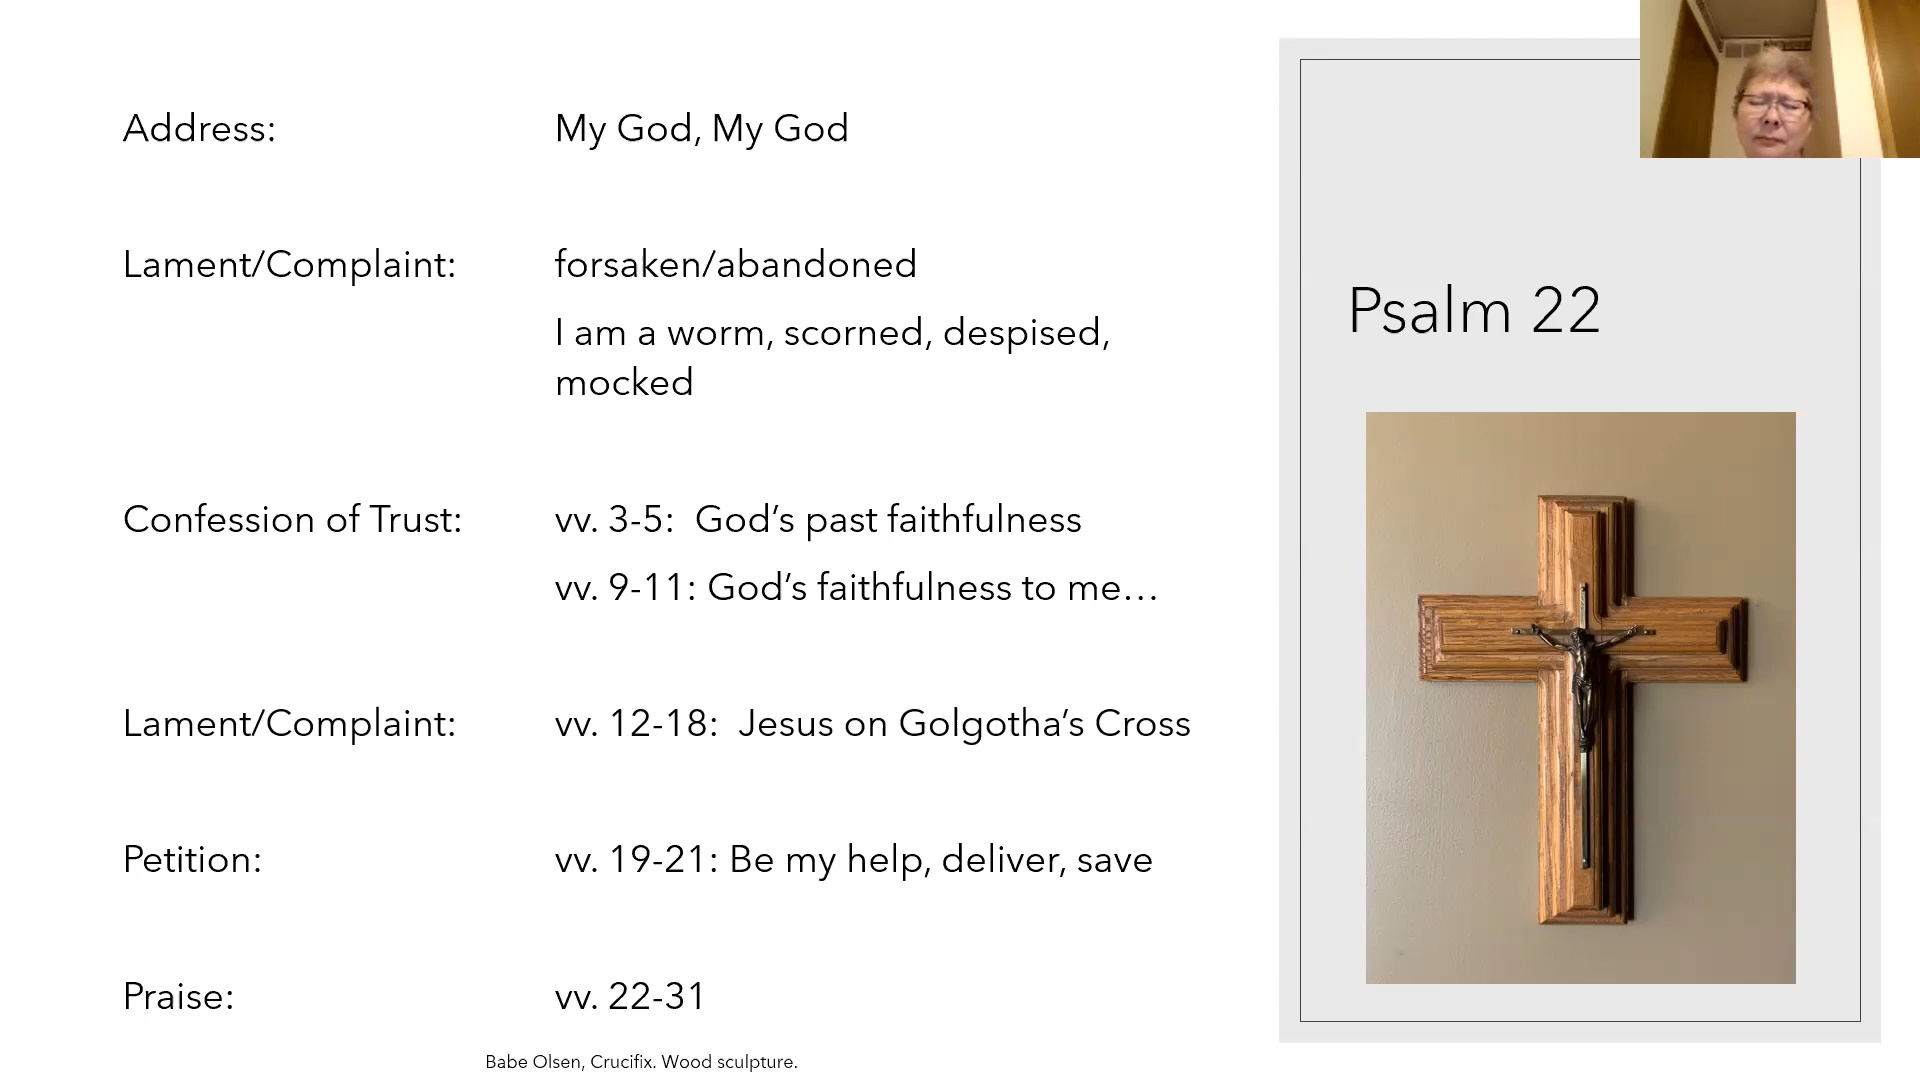 Address: My God, My God
Lament/Complaint: forsaken/abandoned
I am a worm, scorned, despised,
mocked
Confession of Trust: vv. 3-5:  God’s past faithfulness
vv. 9-11: God’s faithfulness to me…
Lament/Complaint: vv. 12-18:  Jesus on Golgotha’s Cross
Petition: vv. 19-21: Be my help, deliver, save
Praise: vv. 22-31
Babe Olsen, Crucifix. Wood sculpture.
Psalm 22